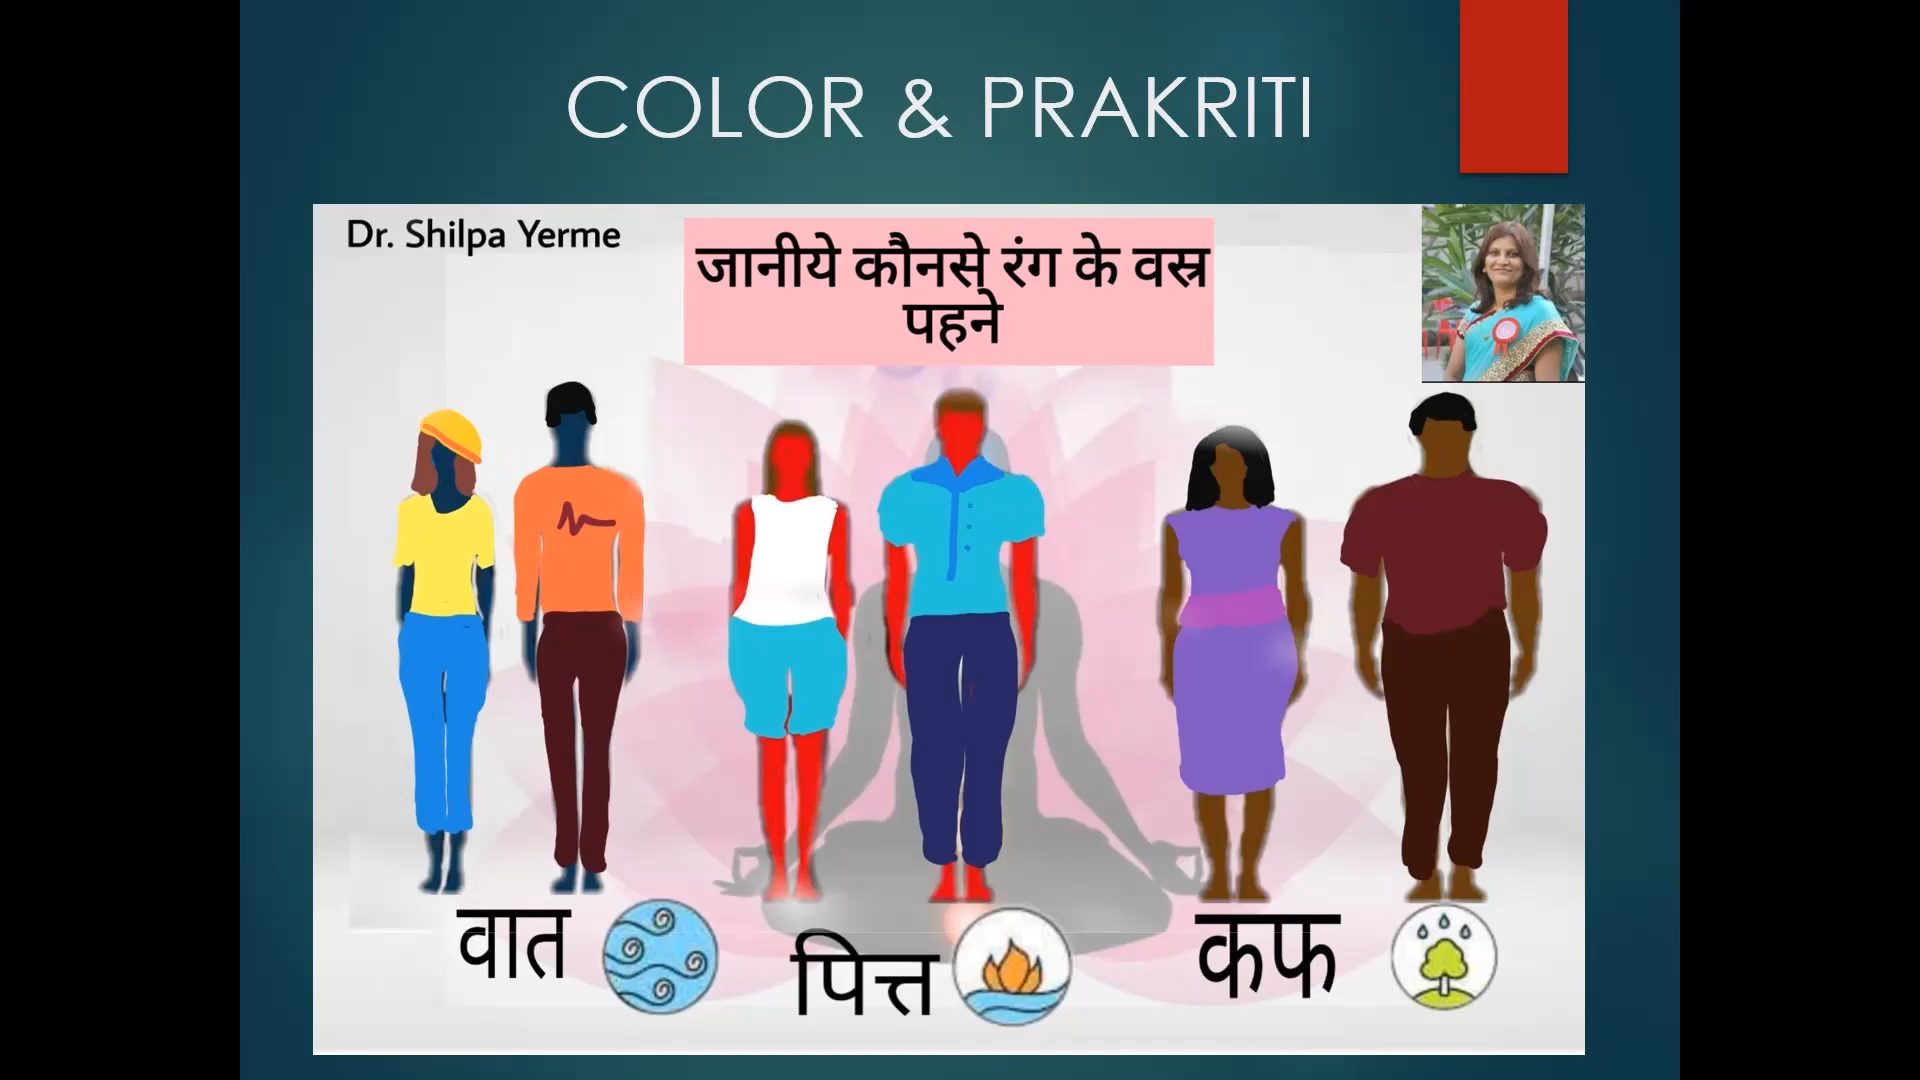 COLOR & PRAKRITI
Dr. Shilpa Yerme
जानीये कौनसे रंग के वस्र
पहने
वात
पित्त
कफ